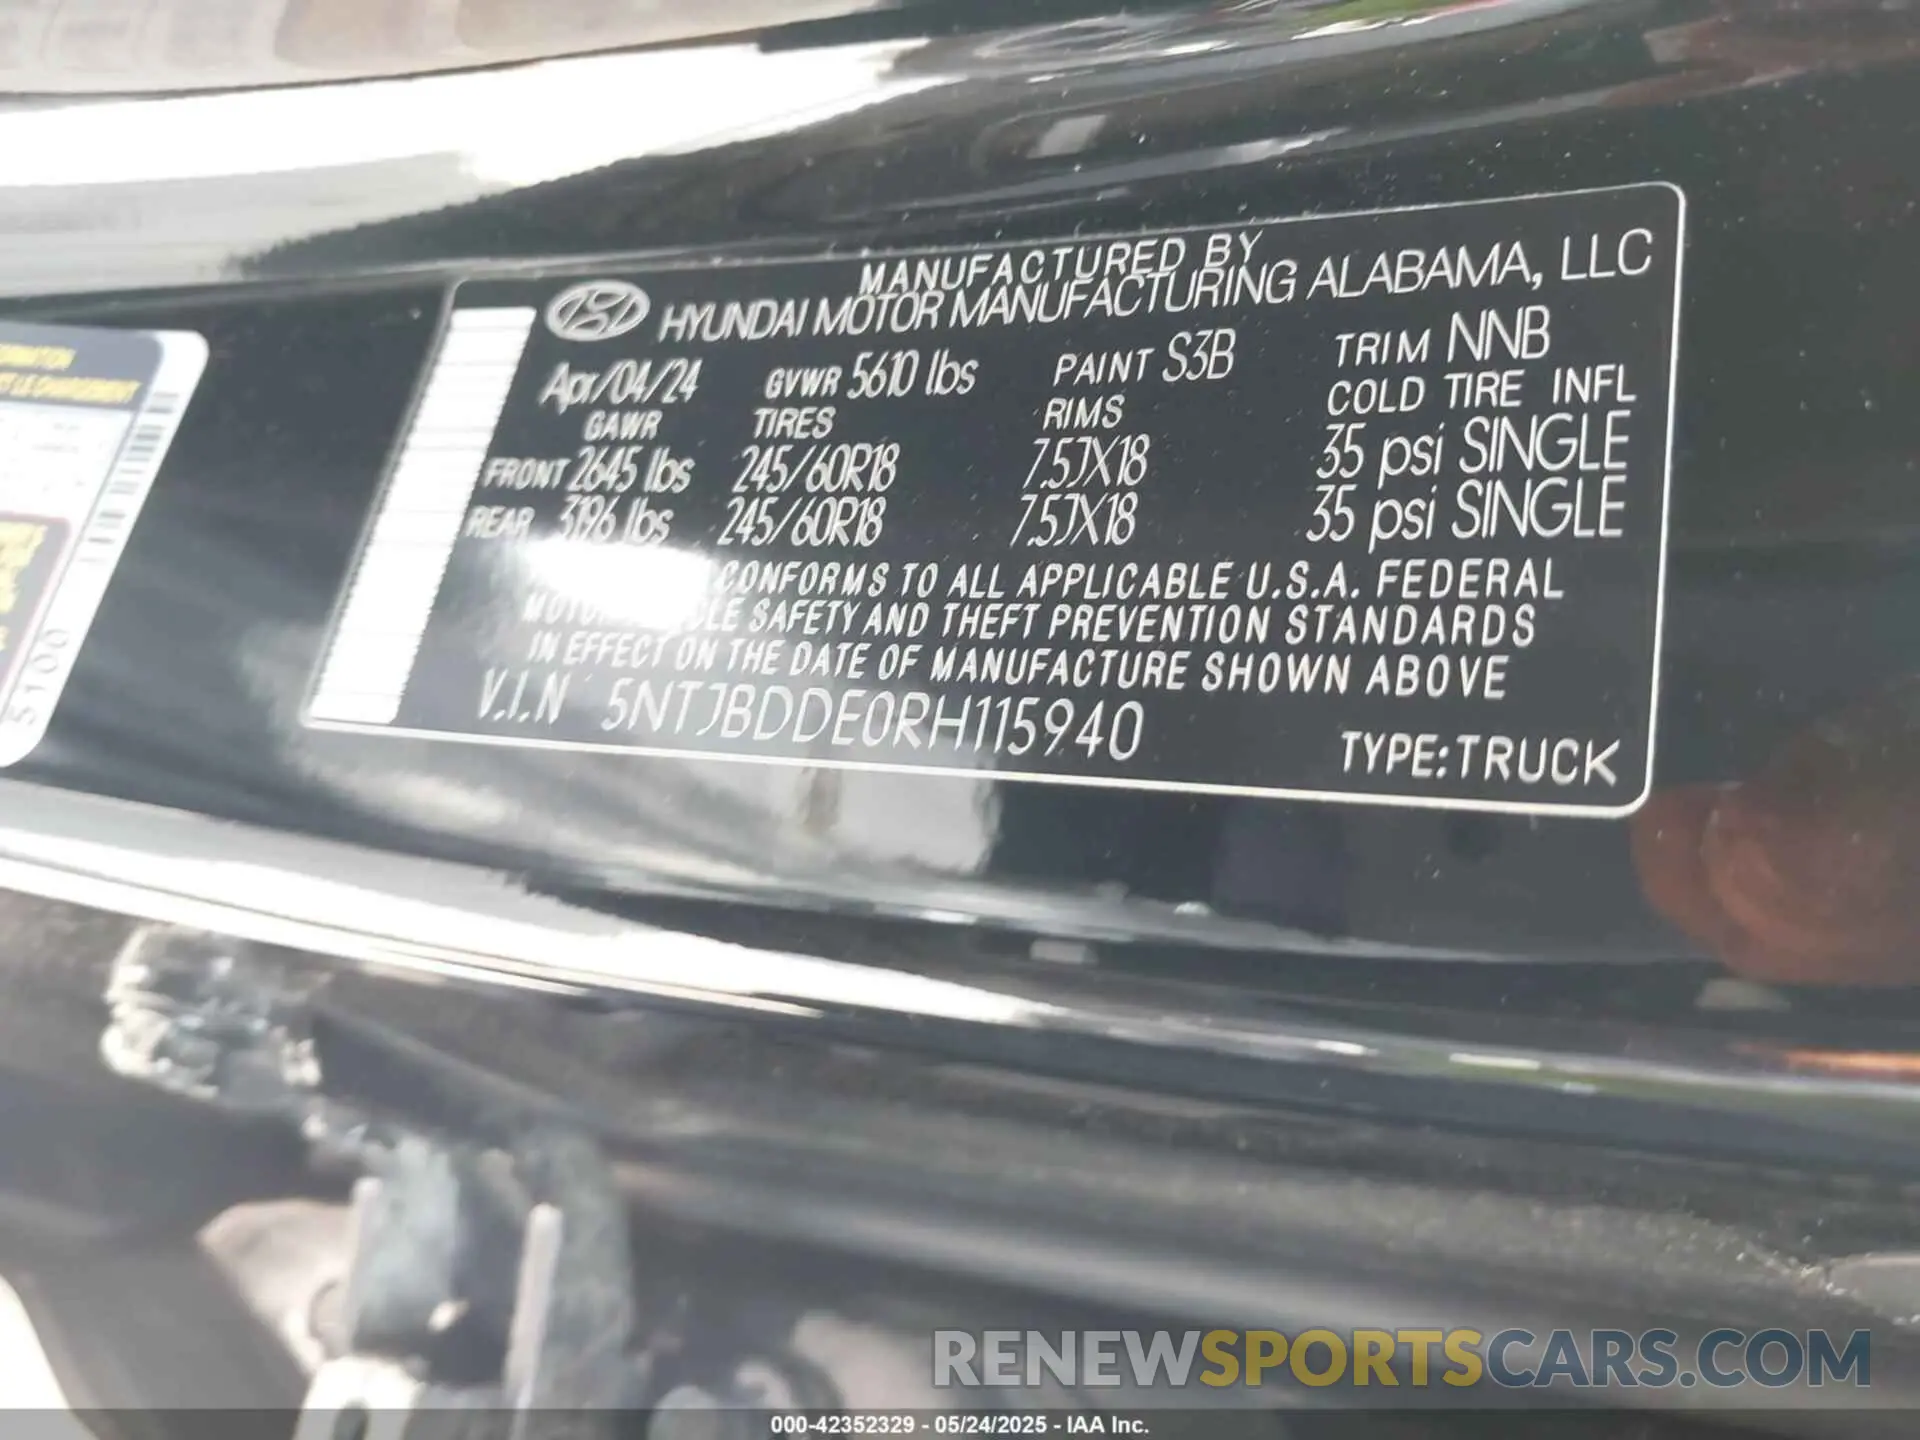 MANUFACTURED BY
HYUNDAI MOTOR MANUFACTURING ALABAMA, LLC
Apr/04/24 GVWR 5610 lbs PAINT S3B TRIM NNB
GAWR TIRES RIMS COLD TIRE INFL
FRONT 2645 lbs 245/60R18 7.5JX18 35 psi SINGLE
REAR 3196 lbs 245/60R18 7.5JX18 35 psi SINGLE
CONFORMS TO ALL APPLICABLE U.S.A. FEDERAL
SAFETY AND THEFT PREVENTION STANDARDS
IN EFFECT ON THE DATE OF MANUFACTURE SHOWN ABOVE
V.I.N 5NTJBDDE0RH115940
TYPE:TRUCK
5100
RENEWSPORTSCARS.COM
000-42352329 - 05/24/2025 - IAA Inc.